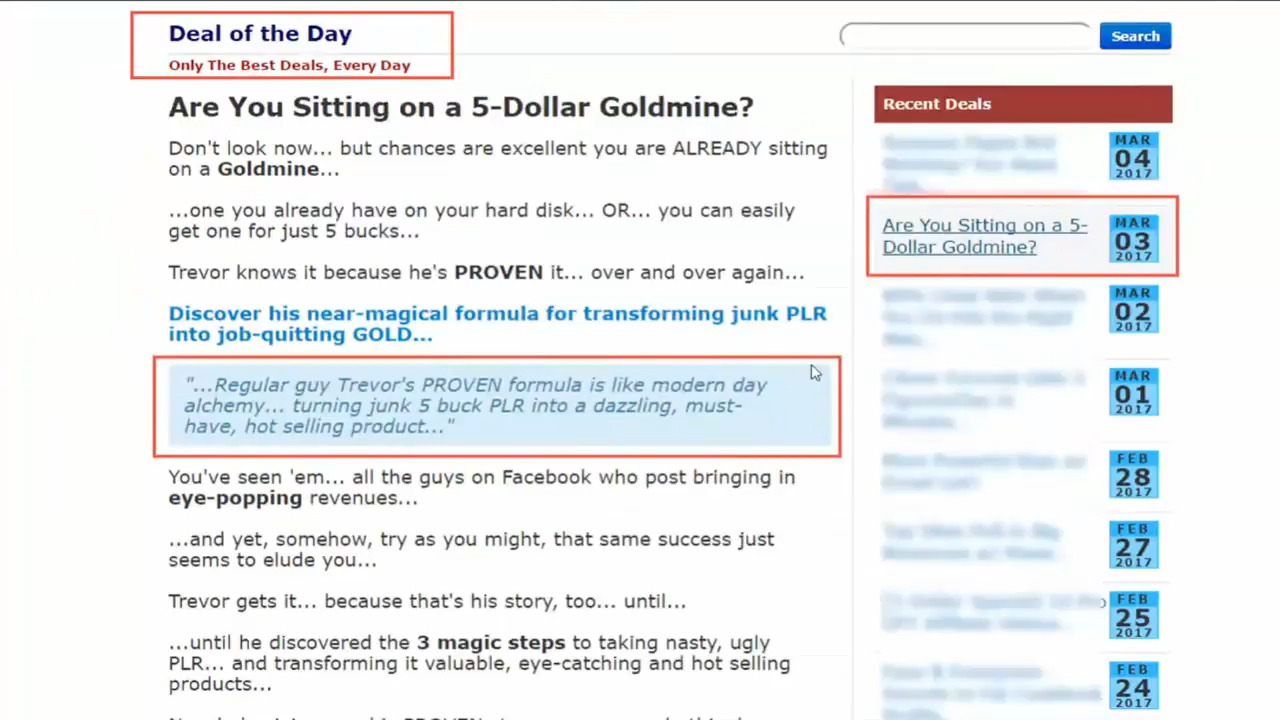 Deal of the Day
Only The Best Deals, Every Day
Search
Are You Sitting on a 5-Dollar Goldmine?
Don't look now... but chances are excellent you are ALREADY sitting
on a Goldmine...
...one you already have on your hard disk... OR... you can easily
get one for just 5 bucks...
Trevor knows it because he's PROVEN it... over and over again...
Discover his near-magical formula for transforming junk PLR
into job-quitting GOLD...
"...Regular guy Trevor's PROVEN formula is like modern day
alchemy... turning junk 5 buck PLR into a dazzling, must-
have, hot selling product..."
You've seen 'em... all the guys on Facebook who post bringing in
eye-popping revenues...
...and yet, somehow, try as you might, that same success just
seems to elude you...
Trevor gets it... because that's his story, too... until...
...until he discovered the 3 magic steps to taking nasty, ugly
PLR... and transforming it valuable, eye-catching and hot selling
products...
Recent Deals
MAR
04
2017
Are You Sitting on a 5-
Dollar Goldmine?
MAR
03
2017
MAR
02
2017
MAR
01
2017
FEB
28
2017
FEB
27
2017
FEB
25
2017
FEB
24
2017